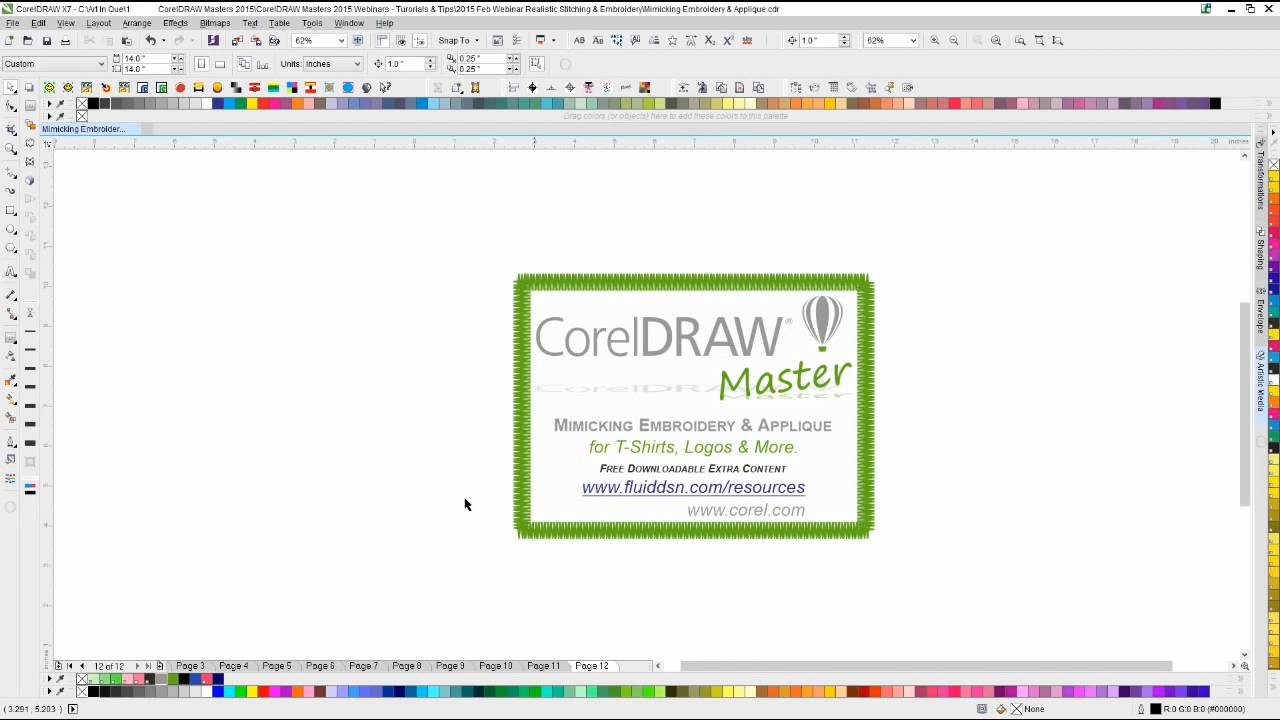 CorelDRAW X7 - C:\Art In Que\1 CorelDRAW Masters 2015\CorelDRAW Masters 2015 Webinars - Turorials & Tips\2015 Feb Webinar Realistic Stitching & Embroidery\Mimicking Embroidery & Applique.cdr
File Edit View Layout Arrange Effects Bitmaps Text Table Tools Window Help
62% Snap To 1.0 " 62%
Custom 14.0 " 14.0 " Units: inches 1.0 " 0.25 " 0.25 "
Drag colors (or objects) here to add these colors to the palette
Mimicking Embroider...
inches
Transformations
Shaping
Envelope
Artistic Media
CorelDRAW®
Master
Mimicking Embroidery & Applique
for T-Shirts, Logos & More.
Free Downloadable Extra Content
www.fluiddsn.com/resources
www.corel.com
12 of 12 Page 3 Page 4 Page 5 Page 6 Page 7 Page 8 Page 9 Page 10 Page 11 Page 12
( 3.291, 5.203 ) None R:0 G:0 B:0 (#000000)